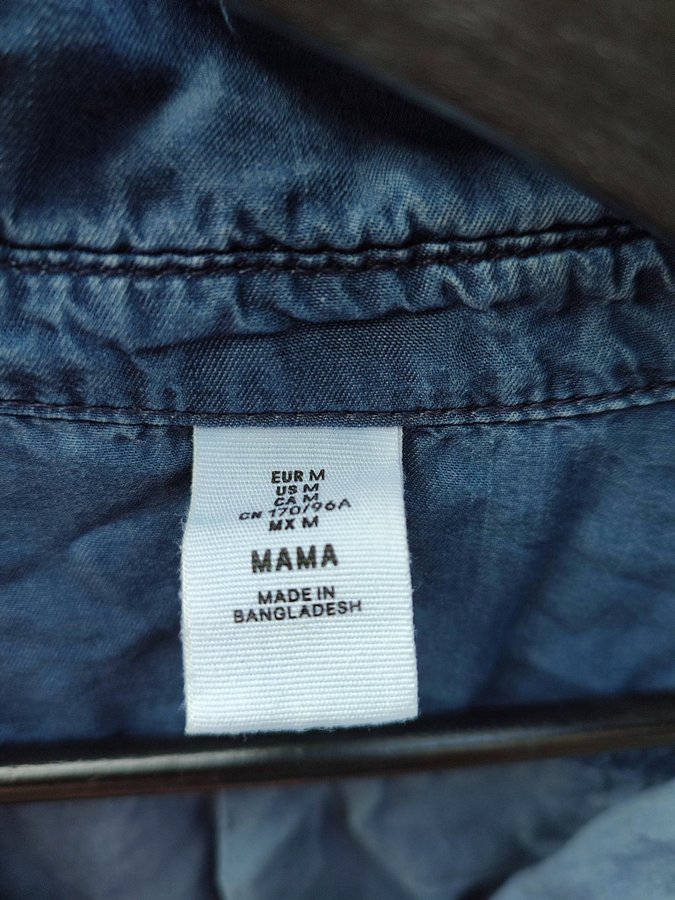 EUR M
US M
CA M
CN 170/96A
MX M
MAMA
MADE IN
BANGLADESH